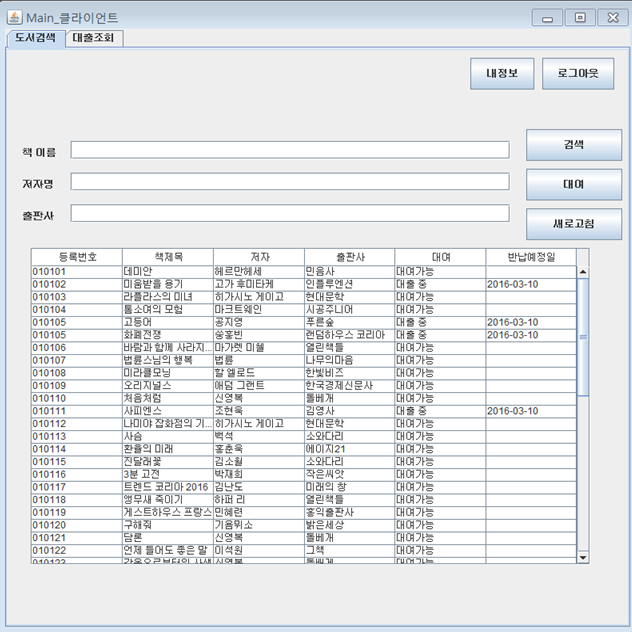 Main_클라이언트
도서검색 대출조회
내정보 로그아웃
책 이름 검색
저자명 대여
출판사 새로고침
등록번호 책제목 저자 출판사 대여 반납예정일
010101 데미안 헤르만헤세 민음사 대여가능
010102 미움받을 용기 고가 후미타케 인플루엔션 대출 중 2016-03-10
010103 라플라스의 미녀 히가시노 게이고 현대문학 대여가능
010104 톰소여의 모험 마크트웨인 시공주니어 대여가능
010105 고등어 공지영 푸른숲 대출 중 2016-03-10
010105 화폐전쟁 쑹훙빈 랜덤하우스 코리아 대출 중 2016-03-10
010106 바람과 함께 사라지... 마가렛 미첼 열린책들 대여가능
010107 법륜스님의 행복 법륜 나무의마음 대여가능
010108 미라클모닝 할 엘로드 한빛비즈 대여가능
010109 오리지널스 애덤 그랜트 한국경제신문사 대여가능
010110 처음처럼 신영복 돌베개 대여가능
010111 사피엔스 조현욱 김영사 대출 중 2016-03-10
010112 나미야 잡화점의 기... 히가시노 게이고 현대문학 대여가능
010113 사슴 백석 소와다리 대여가능
010114 환율의 미래 홍춘욱 에이지21 대여가능
010115 진달래꽃 김소월 소와다리 대여가능
010116 3분 고전 박재희 작은씨앗 대여가능
010117 트렌드 코리아 2016 김난도 미래의 창 대여가능
010118 앵무새 죽이기 하퍼 리 열린책들 대여가능
010119 게스트하우스 프랑스 민혜련 홍익출판사 대여가능
010120 구해줘 기욤뮈소 밝은세상 대여가능
010121 담론 신영복 돌베개 대여가능
010122 언제 들어도 좋은 말 이석원 그책 대여가능
010123 신영복 돌베개 대여가능